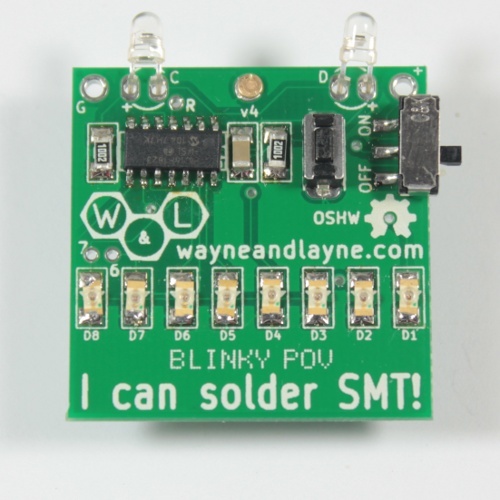 G + C R v4 D + +
1002 1002
ON
OFF
W & L
OSHW
wayneandlayne.com
7 6
D8 D7 D6 D5 D4 D3 D2 D1
BLINKY POV
I can solder SMT!